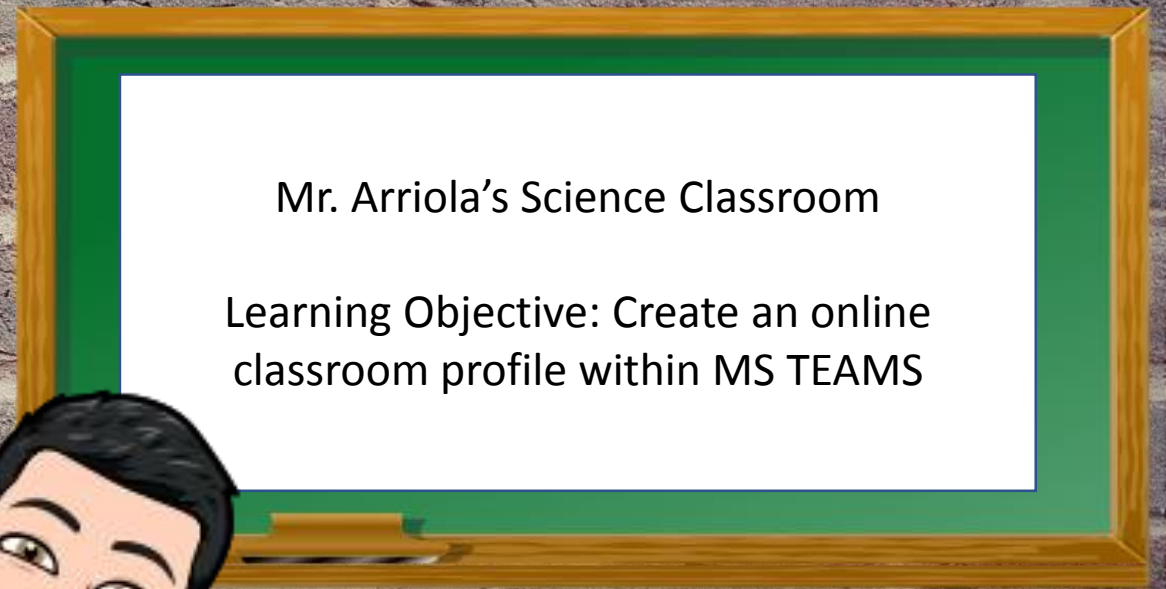 Mr. Arriola’s Science Classroom
Learning Objective: Create an online
classroom profile within MS TEAMS